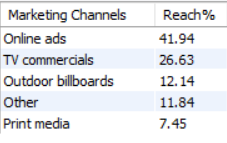 Marketing Channels Reach%
Online ads 41.94
TV commercials 26.63
Outdoor billboards 12.14
Other 11.84
Print media 7.45